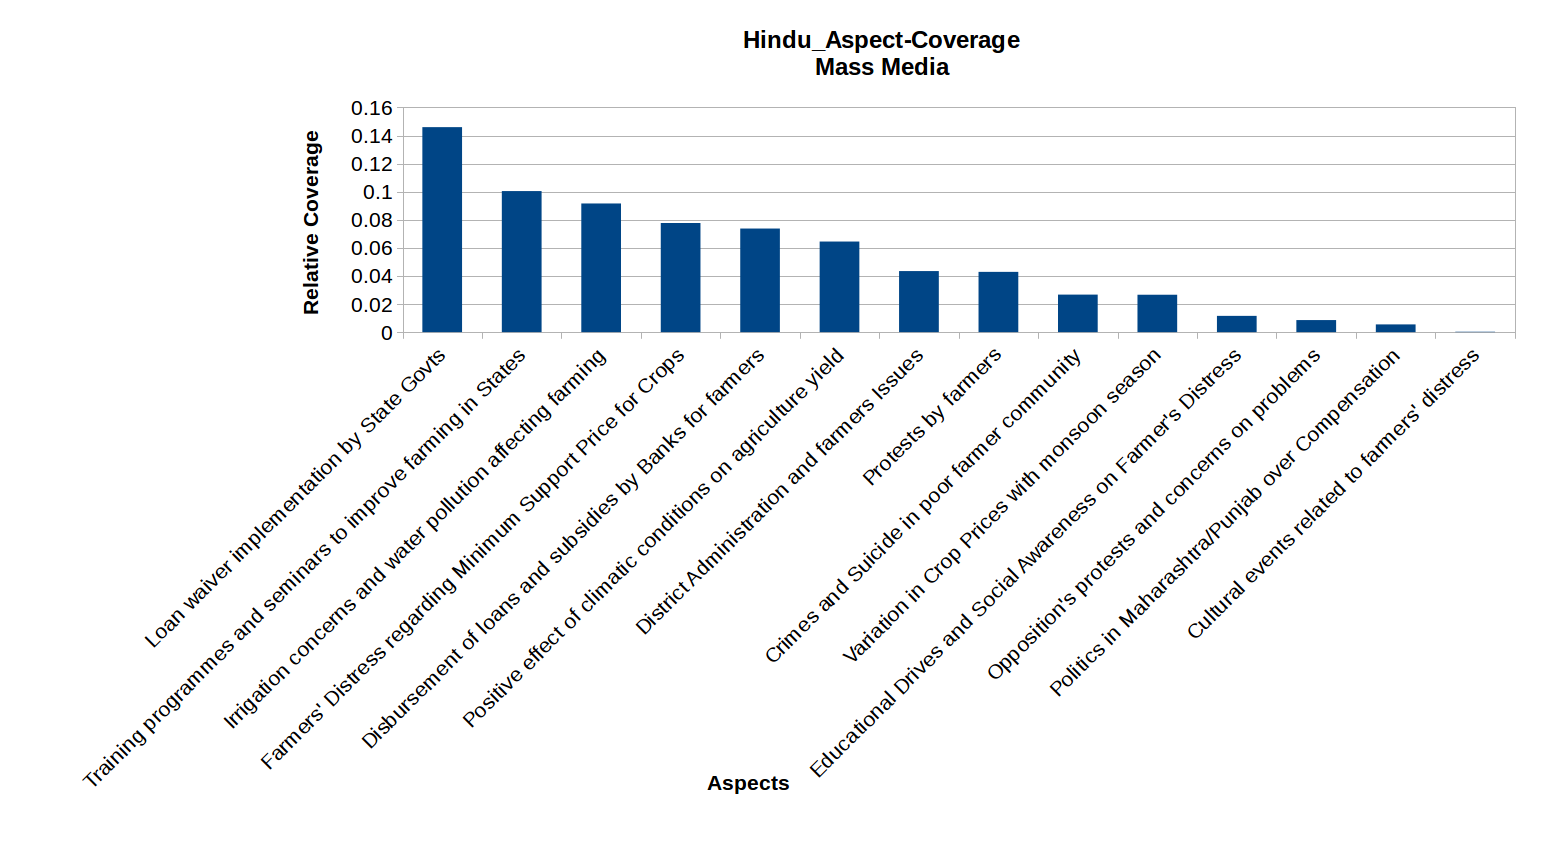 Hindu_Aspect-Coverage
Mass Media
Relative Coverage
0.16
0.14
0.12
0.1
0.08
0.06
0.04
0.02
0
Loan waiver implementation by State Govts
Training programmes and seminars to improve farming in States
Irrigation concerns and water pollution affecting farming
Farmers' Distress regarding Minimum Support Price for Crops
Disbursement of loans and subsidies by Banks for farmers
Positive effect of climatic conditions on agriculture yield
District Administration and farmers Issues
Protests by farmers
Crimes and Suicide in poor farmer community
Variation in Crop Prices with monsoon season
Educational Drives and Social Awareness on Farmer's Distress
Opposition's protests and concerns on problems
Politics in Maharashtra/Punjab over Compensation
Cultural events related to farmers' distress
Aspects